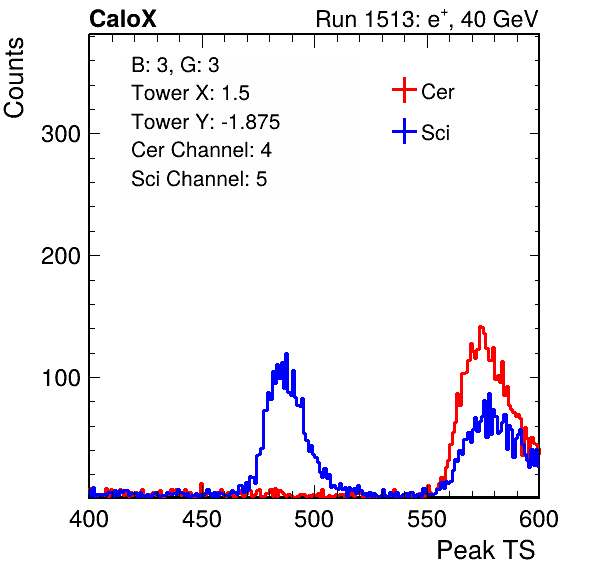 CaloX Run 1513: e⁺, 40 GeV
Counts
B: 3, G: 3
Tower X: 1.5
Tower Y: -1.875
Cer Channel: 4
Sci Channel: 5
Cer
Sci
300
200
100
400 450 500 550 600
Peak TS